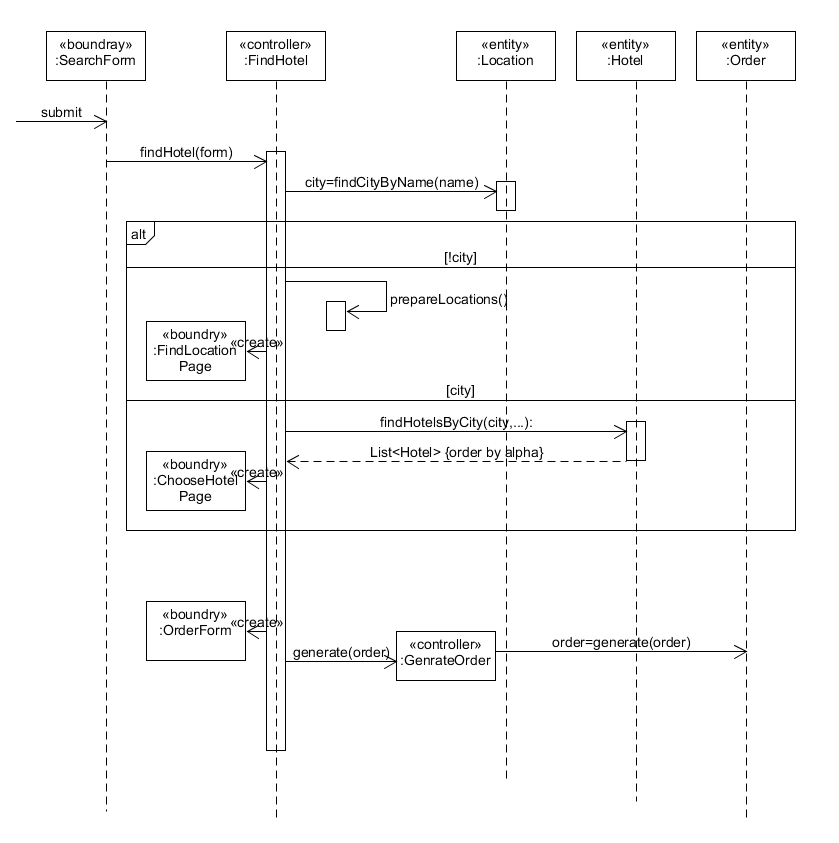 «boundray»
:SearchForm
«controller»
:FindHotel
«entity»
:Location
«entity»
:Hotel
«entity»
:Order
submit
findHotel(form)
city=findCityByName(name)
alt
[!city]
prepareLocations()
«boundry»
:FindLocation
Page
«create»
[city]
findHotelsByCity(city,...):
List<Hotel> {order by alpha}
«boundry»
:ChooseHotel
Page
«create»
«boundry»
:OrderForm
«create»
generate(order)
«controller»
:GenrateOrder
order=generate(order)